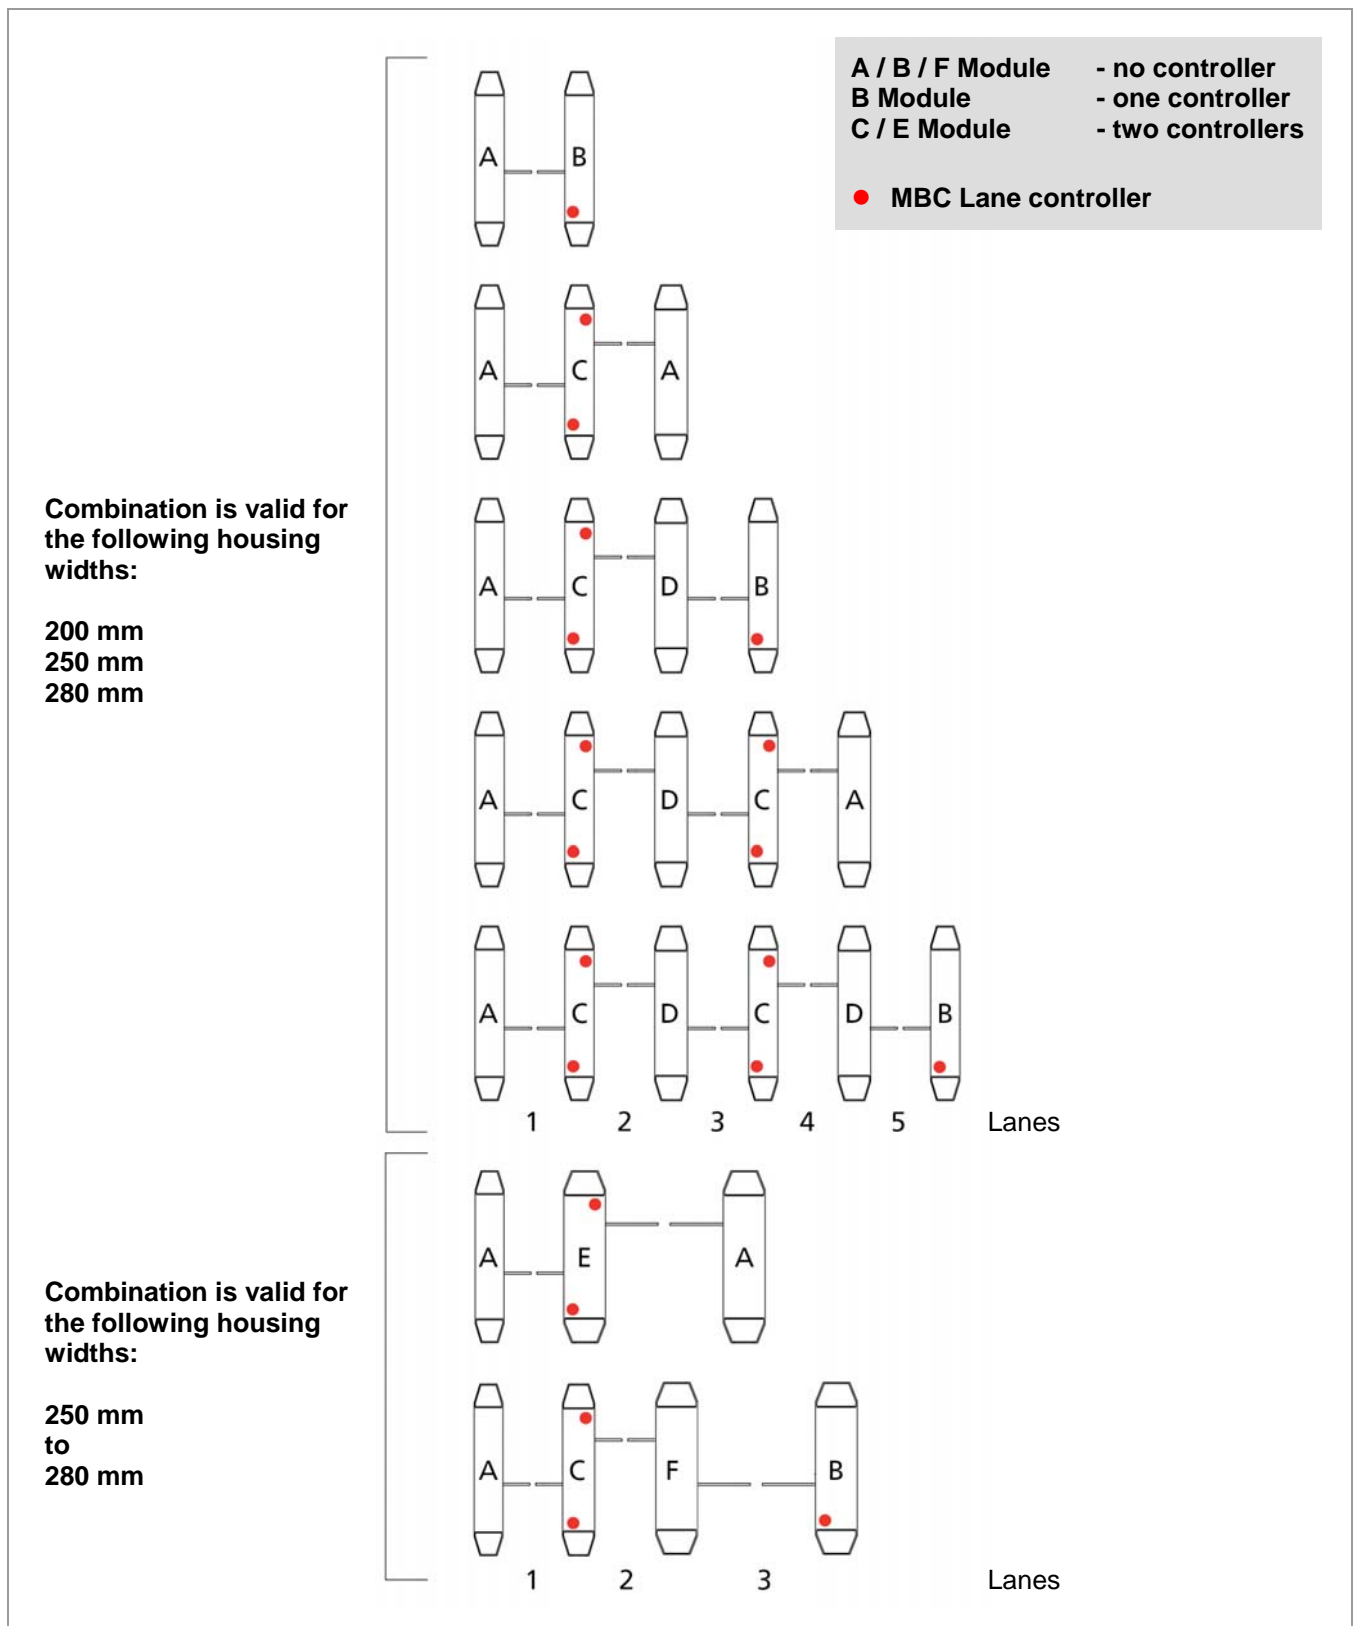 A / B / F Module - no controller
B Module - one controller
C / E Module - two controllers
MBC Lane controller
A B
A C A
Combination is valid for
the following housing
widths:
200 mm
250 mm
280 mm
A C D B
A C D C A
A C D C D B
1 2 3 4 5 Lanes
A E A
Combination is valid for
the following housing
widths:
250 mm
to
280 mm
A C F B
1 2 3 Lanes